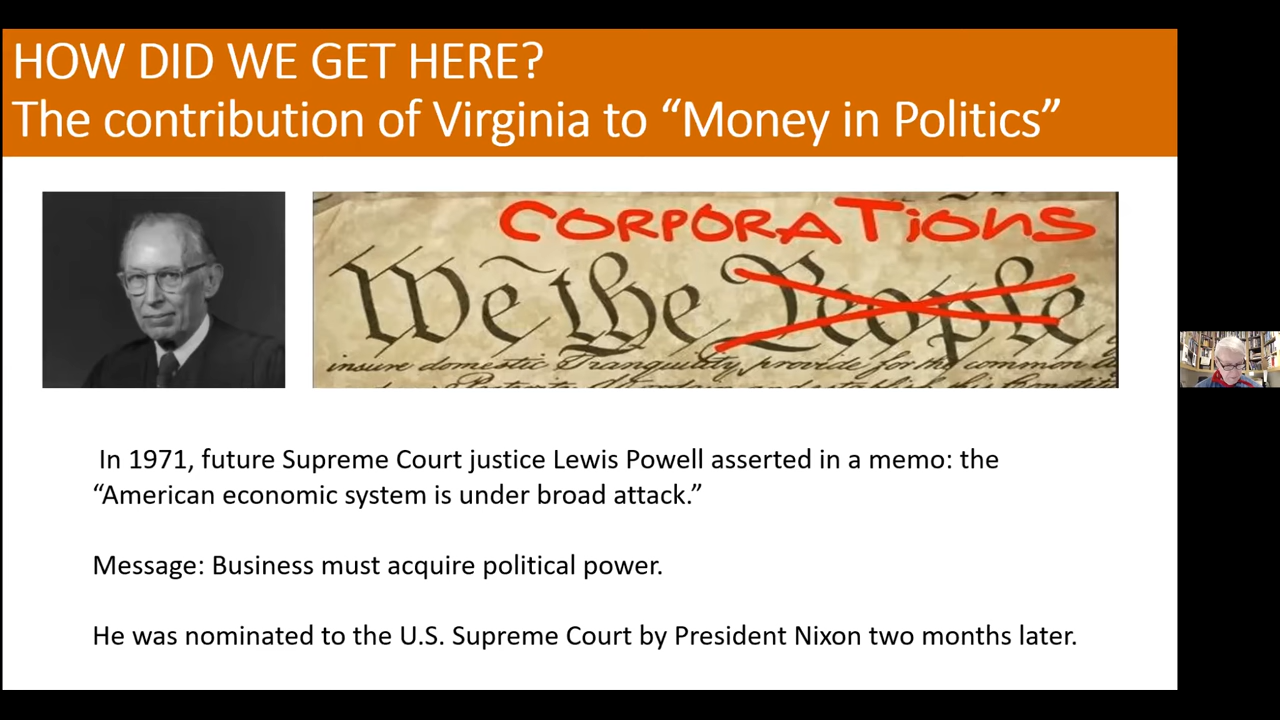 HOW DID WE GET HERE?
The contribution of Virginia to “Money in Politics”
CORPORATIONS
We the People
insure domestic Tranquility, provide for the common
In 1971, future Supreme Court justice Lewis Powell asserted in a memo: the
“American economic system is under broad attack.”
Message: Business must acquire political power.
He was nominated to the U.S. Supreme Court by President Nixon two months later.